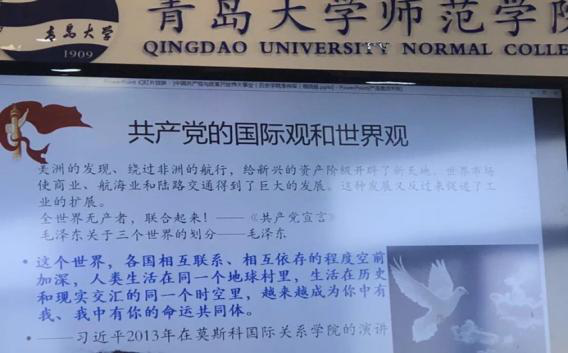 青岛大学
1909
青岛大学师范学院
QINGDAO UNIVERSITY NORMAL COLLE
共产党的国际观和世界观
美洲的发现、绕过非洲的航行，给新兴的资产阶级开辟了新天地。世界市场
使商业、航海业和陆路交通得到了巨大的发展。这种发展又反过来促进了工
业的扩展。
全世界无产者，联合起来！——《共产党宣言》
毛泽东关于三个世界的划分——毛泽东
• 这个世界，各国相互联系、相互依存的程度空前
加深，人类生活在同一个地球村里，生活在历史
和现实交汇的同一个时空里，越来越成为你中有
我、我中有你的命运共同体。
• ——习近平2013年在莫斯科国际关系学院的演讲